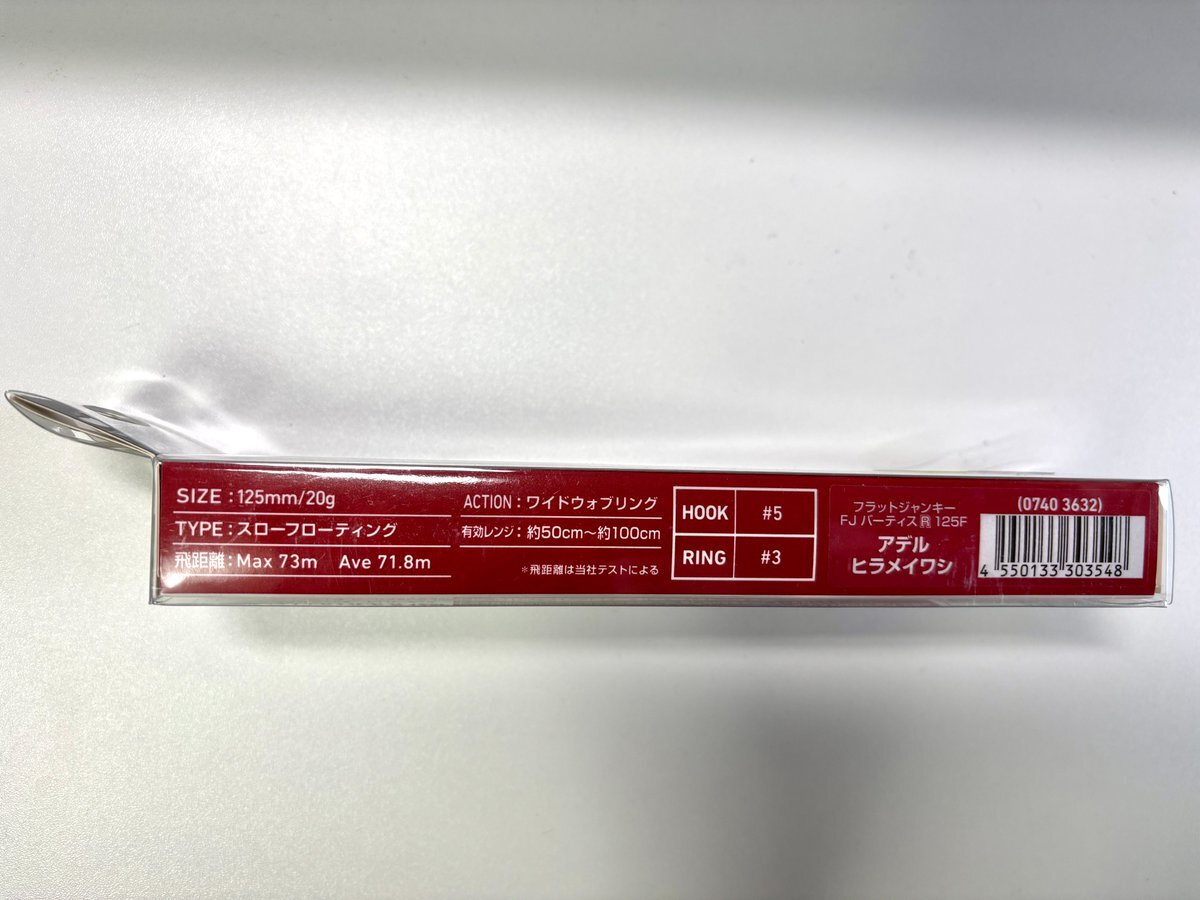 SIZE：125mm/20g
TYPE：スローフローティング
飛距離：Max 73m Ave 71.8m
ACTION：ワイドウォブリング
有効レンジ：約50cm〜約100cm
＊飛距離は当社テストによる
HOOK #5
RING #3
フラットジャンキー
FJ バーティス R 125F
アデル
ヒラメイワシ
(0740 3632)
4 550133 303548